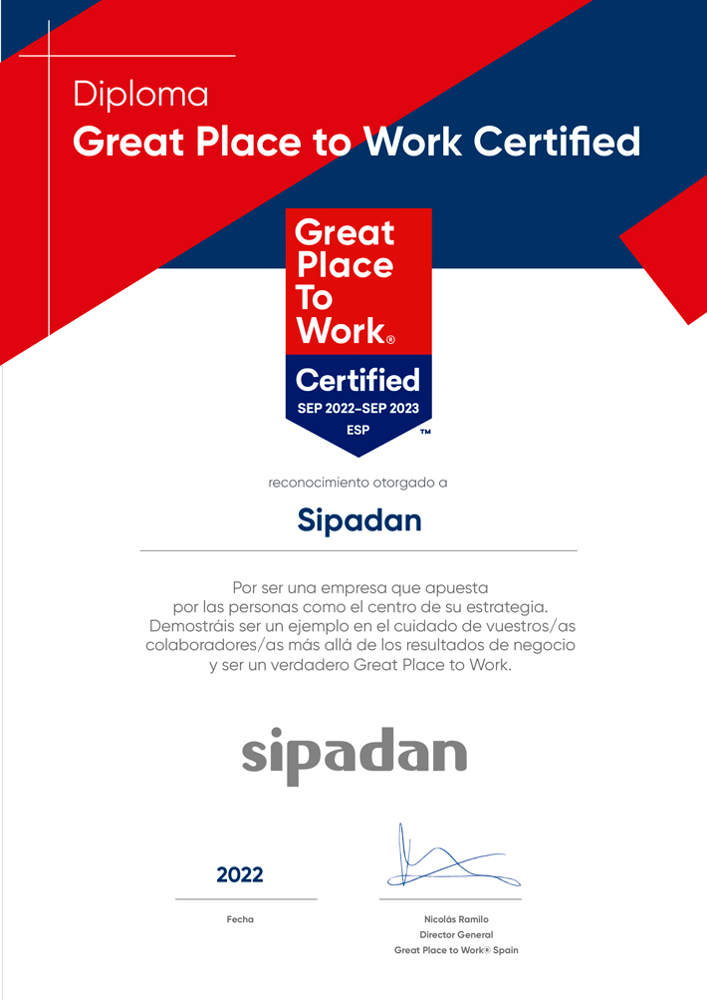 Diploma
Great Place to Work Certified
Great
Place
To
Work®
Certified
SEP 2022–SEP 2023
ESP
™
reconocimiento otorgado a
Sipadan
Por ser una empresa que apuesta
por las personas como el centro de su estrategia.
Demostráis ser un ejemplo en el cuidado de vuestros/as
colaboradores/as más allá de los resultados de negocio
y ser un verdadero Great Place to Work.
sipadan
2022
Fecha
Nicolás Ramilo
Director General
Great Place to Work® Spain